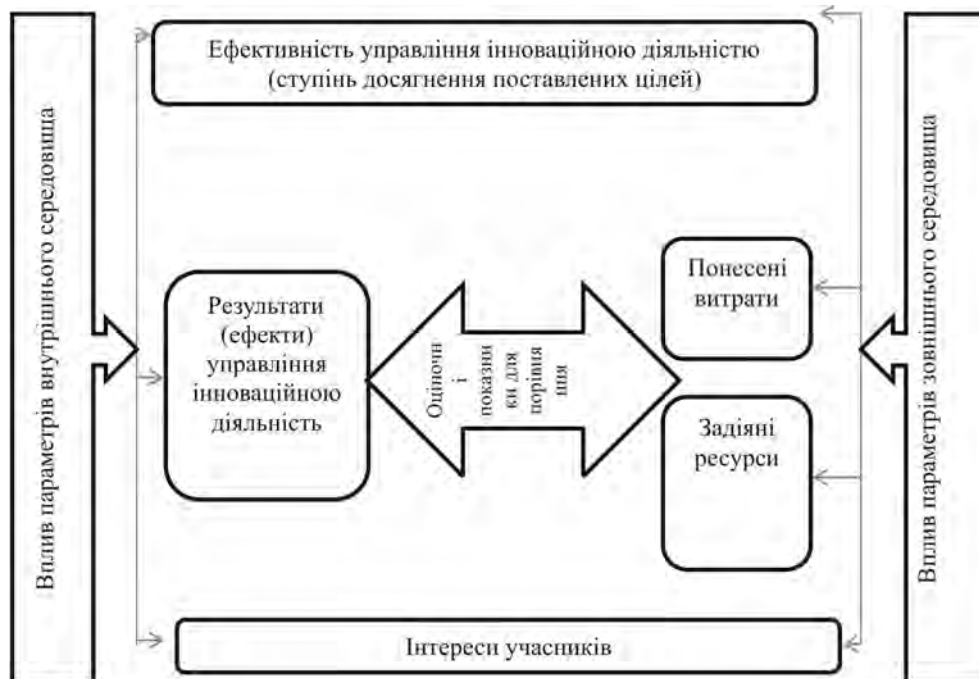 Вплив параметрів внутрішнього середовища
Ефективність управління інноваційною діяльністю
(ступінь досягнення поставлених цілей)
Результати
(ефекти)
управління
інноваційною
діяльність
Оціночн
і
показни
ки для
порівня
ння
Понесені
витрати
Задіяні
ресурси
Інтереси учасників
Вплив параметрів зовнішнього середовища